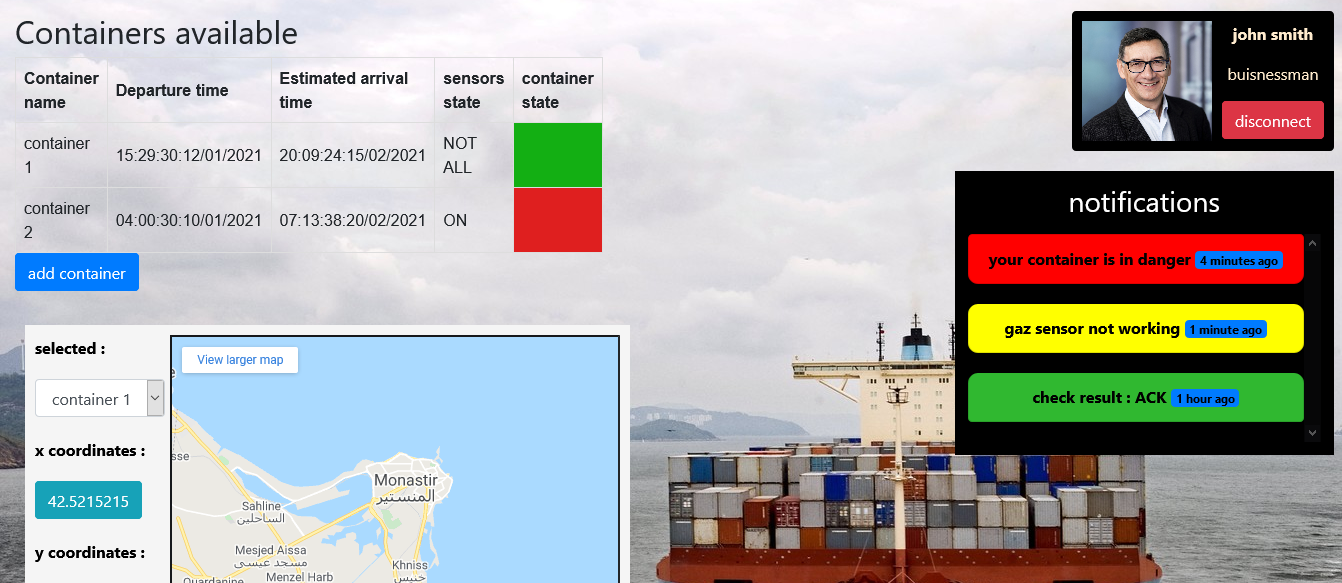 Containers available
Container name
Departure time
Estimated arrival time
sensors state
container state
container 1
15:29:30:12/01/2021
20:09:24:15/02/2021
NOT ALL
container 2
04:00:30:10/01/2021
07:13:38:20/02/2021
ON
add container
john smith
buisnessman
disconnect
notifications
your container is in danger 4 minutes ago
gaz sensor not working 1 minute ago
check result : ACK 1 hour ago
selected :
container 1
x coordinates :
42.5215215
y coordinates :
View larger map
Monastir
المنستير
Sahline
الساحلين
Mesjed Aissa
مسجد عيسى
Menzel Harb
Khniss
خنيس
Ouardanine